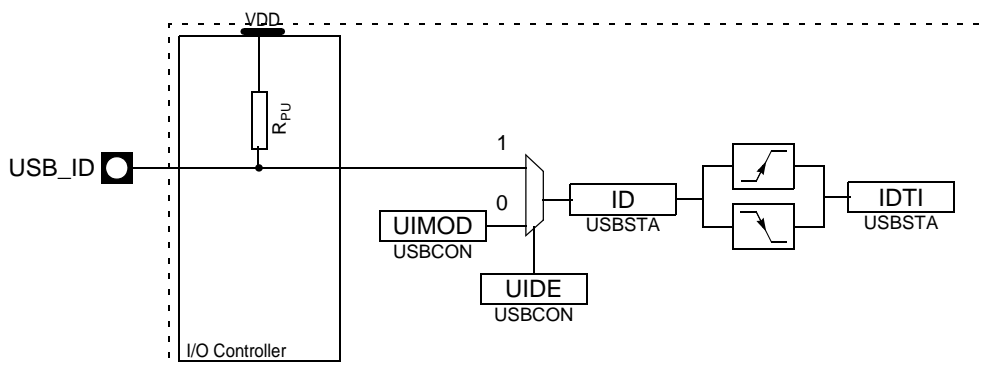 VDD
RPU
USB_ID
1
0
UIMOD
USBCON
UIDE
USBCON
ID
USBSTA
IDTI
USBSTA
I/O Controller